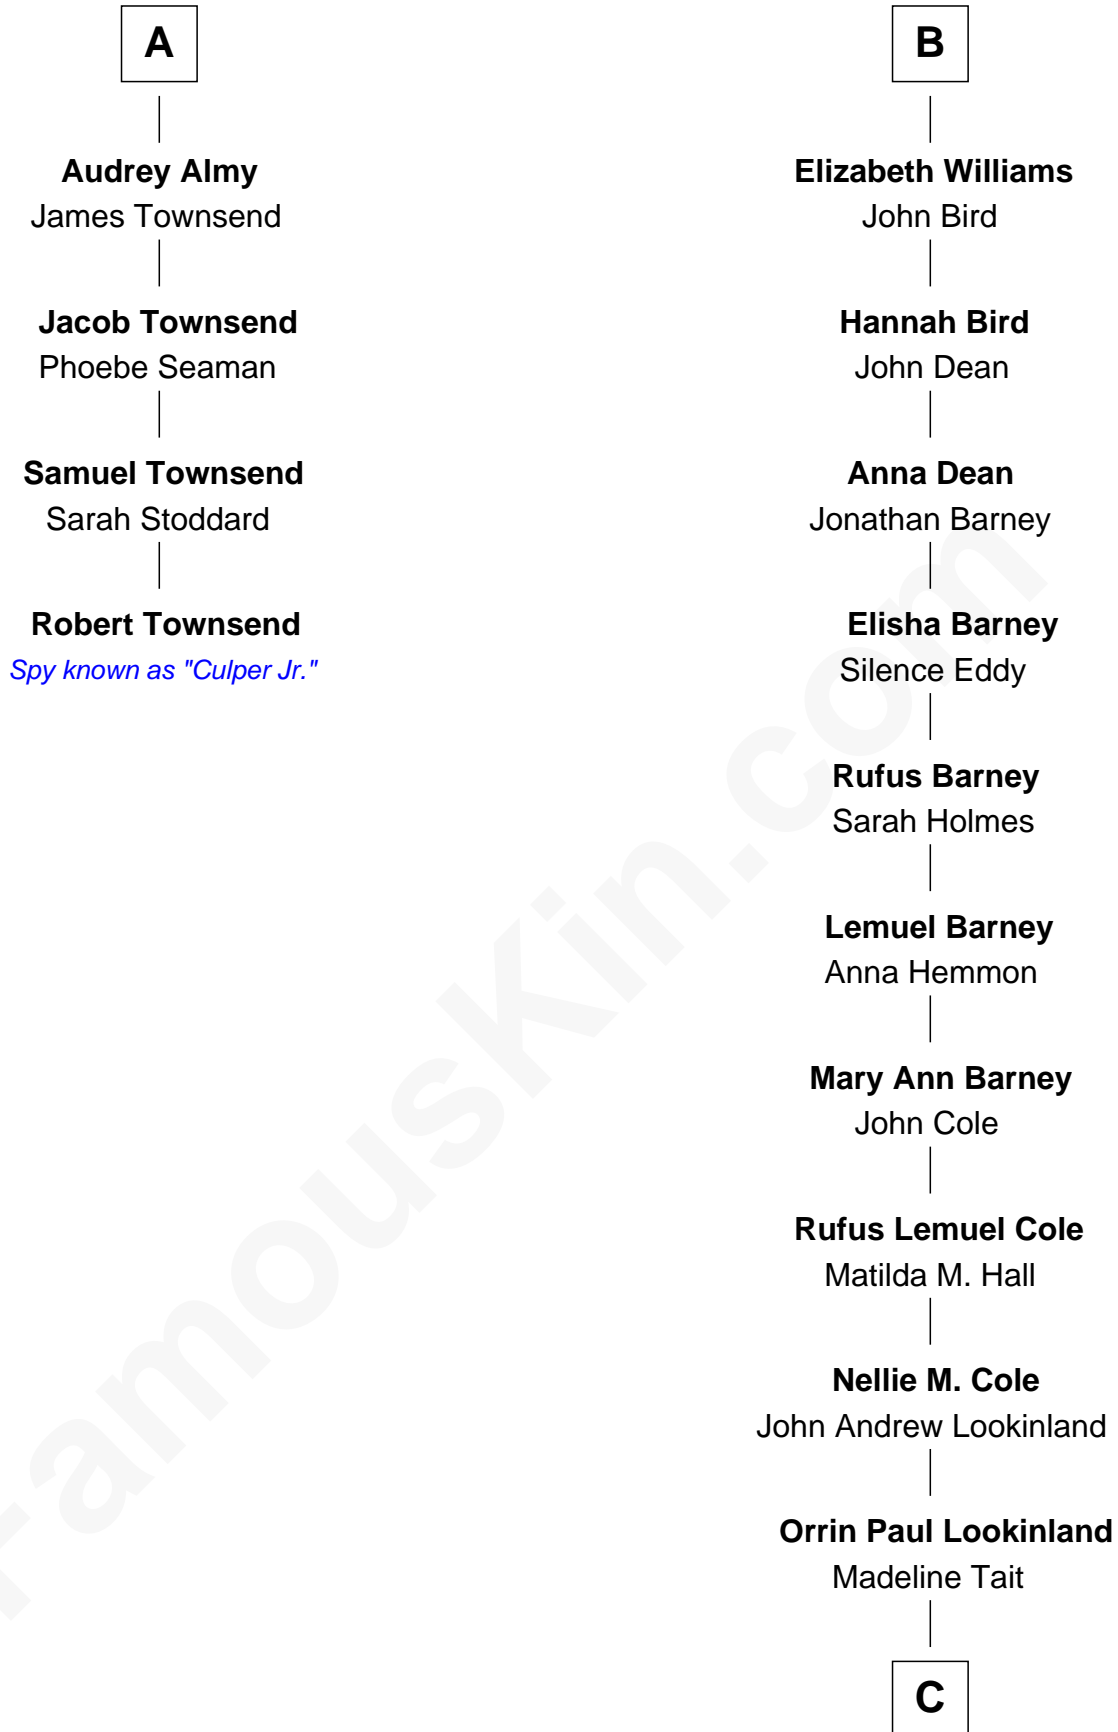 A
Audrey Almy
James Townsend
Jacob Townsend
Phoebe Seaman
Samuel Townsend
Sarah Stoddard
Robert Townsend
Spy known as "Culper Jr."
B
Elizabeth Williams
John Bird
Hannah Bird
John Dean
Anna Dean
Jonathan Barney
Elisha Barney
Silence Eddy
Rufus Barney
Sarah Holmes
Lemuel Barney
Anna Hemmon
Mary Ann Barney
John Cole
Rufus Lemuel Cole
Matilda M. Hall
Nellie M. Cole
John Andrew Lookinland
Orrin Paul Lookinland
Madeline Tait
C
FamousKin.com